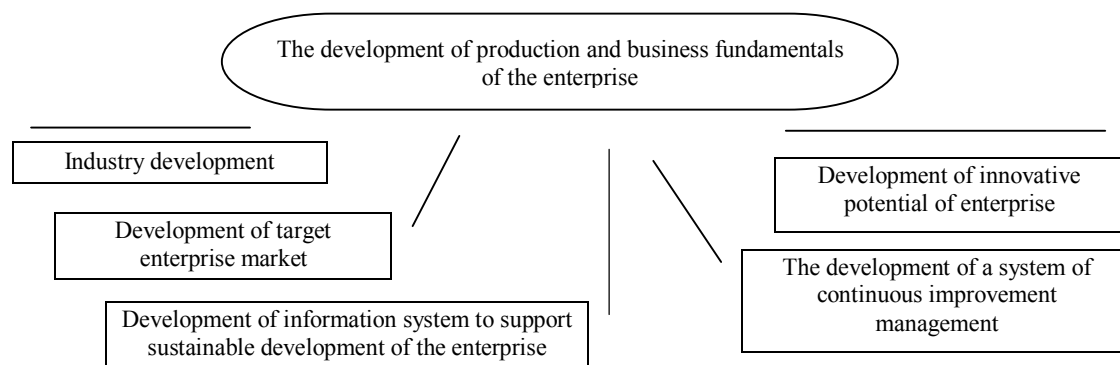 The development of production and business fundamentals
of the enterprise
Industry development
Development of target
enterprise market
Development of information system to support
sustainable development of the enterprise
Development of innovative
potential of enterprise
The development of a system of
continuous improvement
management